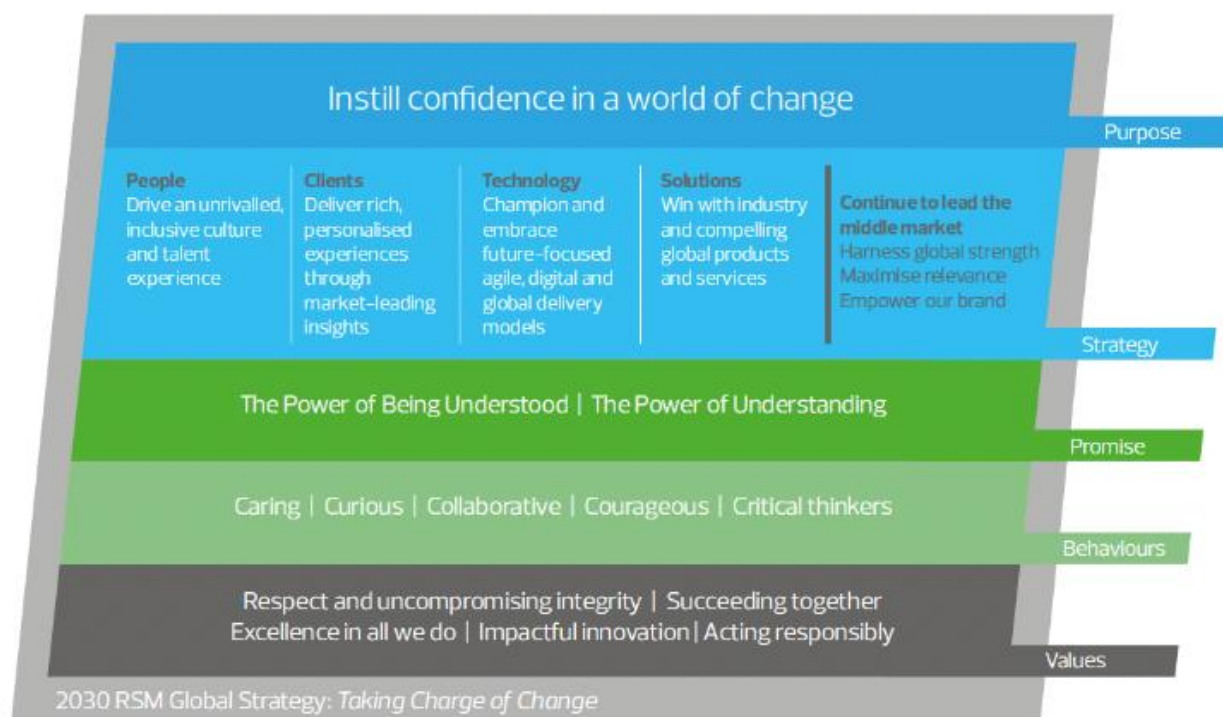 Instill confidence in a world of change
Purpose
People
Drive an unrivalled,
inclusive culture
and talent
experience
Clients
Deliver rich,
personalised
experiences
through
market-leading
insights
Technology
Champion and
embrace
future-focused
agile, digital and
global delivery
models
Solutions
Win with industry
and compelling
global products
and services
Continue to lead the
middle market
Harness global strength
Maximise relevance
Empower our brand
Strategy
The Power of Being Understood | The Power of Understanding
Promise
Caring | Curious | Collaborative | Courageous | Critical thinkers
Behaviours
Respect and uncompromising integrity | Succeeding together
Excellence in all we do | Impactful innovation | Acting responsibly
Values
2030 RSM Global Strategy: Taking Charge of Change